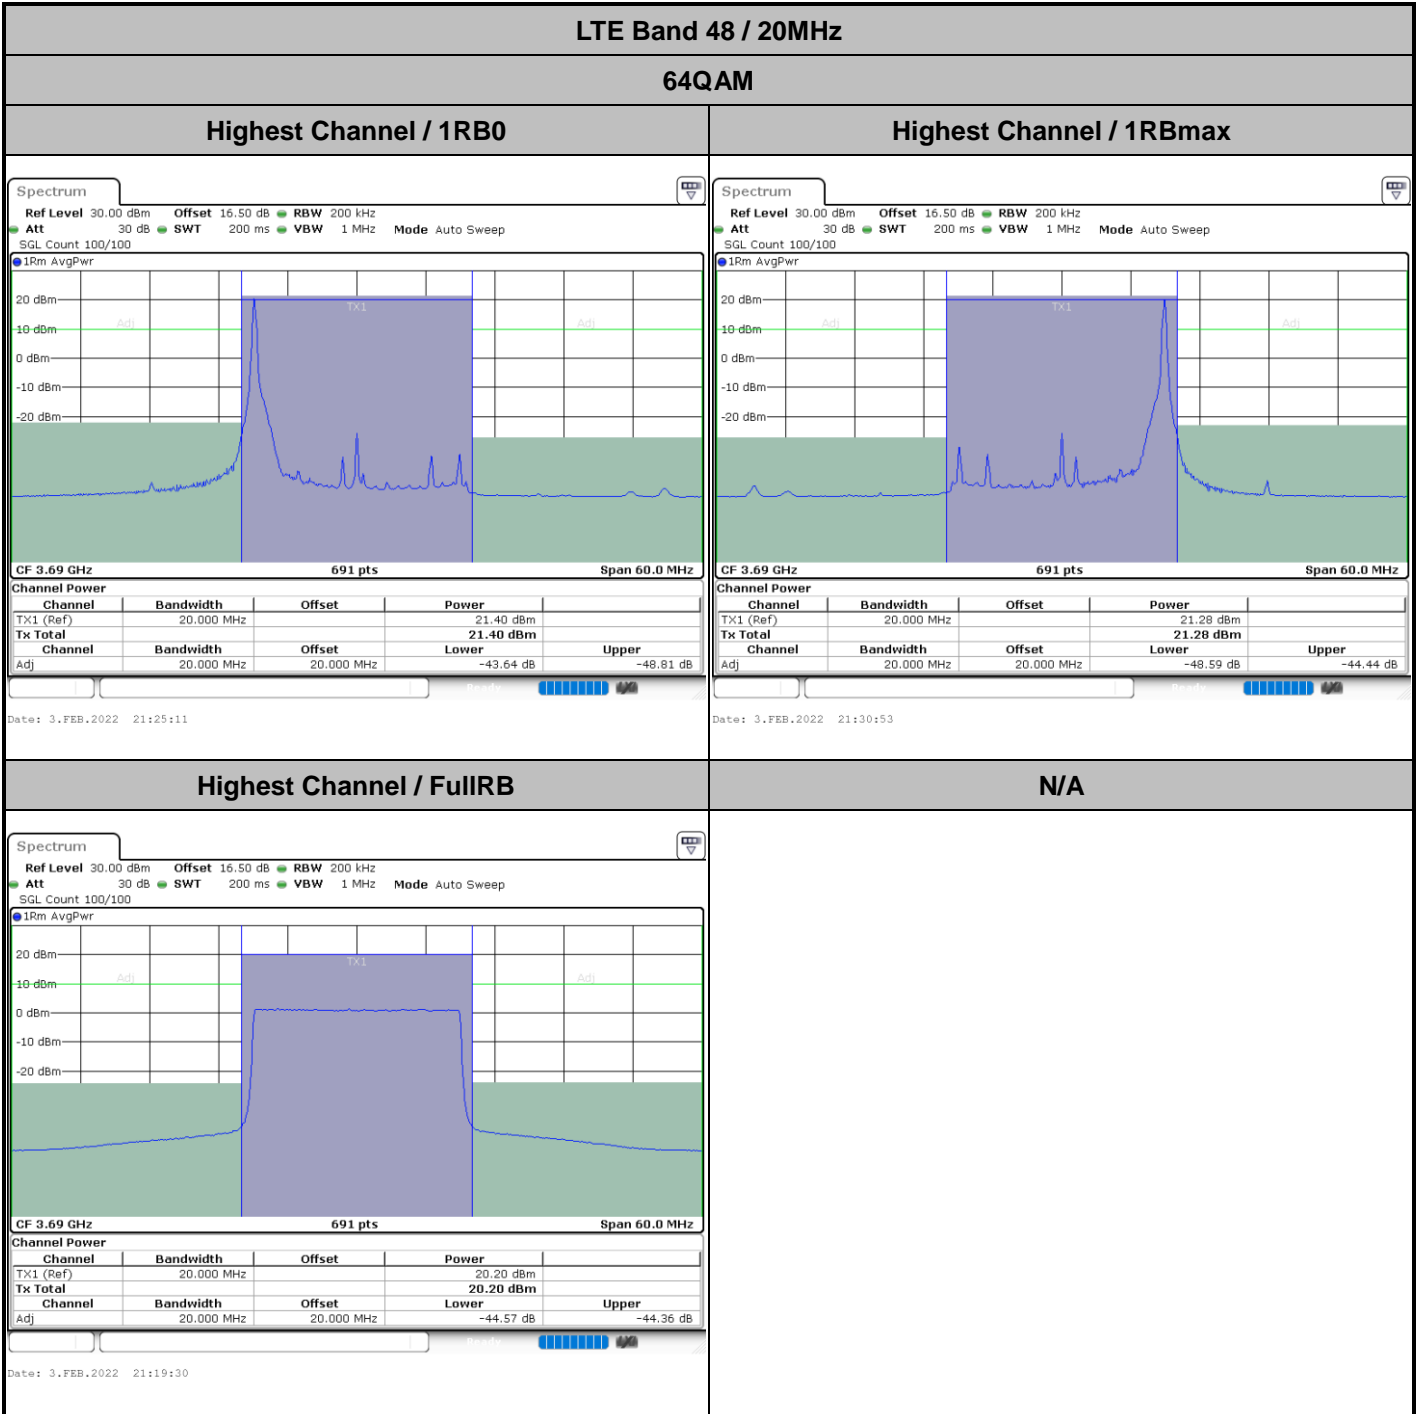 LTE Band 48 / 20MHz
64QAM
Highest Channel / 1RB0
Highest Channel / 1RBmax
Spectrum
Ref Level 30.00 dBm Offset 16.50 dB RBW 200 kHz
Att 30 dB SWT 200 ms VBW 1 MHz Mode Auto Sweep
SGL Count 100/100
1Rm AvgPwr
TX1
Adj
Adj
20 dBm
10 dBm
0 dBm
-10 dBm
-20 dBm
CF 3.69 GHz 691 pts Span 60.0 MHz
Channel Power
Channel Bandwidth Offset Power
TX1 (Ref) 20.000 MHz 21.40 dBm
Tx Total 21.40 dBm
Channel Bandwidth Offset Lower Upper
Adj 20.000 MHz 20.000 MHz -43.64 dB -48.81 dB
Ready
Date: 3.FEB.2022 21:25:11
Spectrum
Ref Level 30.00 dBm Offset 16.50 dB RBW 200 kHz
Att 30 dB SWT 200 ms VBW 1 MHz Mode Auto Sweep
SGL Count 100/100
1Rm AvgPwr
TX1
Adj
Adj
20 dBm
10 dBm
0 dBm
-10 dBm
-20 dBm
CF 3.69 GHz 691 pts Span 60.0 MHz
Channel Power
Channel Bandwidth Offset Power
TX1 (Ref) 20.000 MHz 21.28 dBm
Tx Total 21.28 dBm
Channel Bandwidth Offset Lower Upper
Adj 20.000 MHz 20.000 MHz -48.59 dB -44.44 dB
Ready
Date: 3.FEB.2022 21:30:53
Highest Channel / FullRB
N/A
Spectrum
Ref Level 30.00 dBm Offset 16.50 dB RBW 200 kHz
Att 30 dB SWT 200 ms VBW 1 MHz Mode Auto Sweep
SGL Count 100/100
1Rm AvgPwr
TX1
Adj
Adj
20 dBm
10 dBm
0 dBm
-10 dBm
-20 dBm
CF 3.69 GHz 691 pts Span 60.0 MHz
Channel Power
Channel Bandwidth Offset Power
TX1 (Ref) 20.000 MHz 20.20 dBm
Tx Total 20.20 dBm
Channel Bandwidth Offset Lower Upper
Adj 20.000 MHz 20.000 MHz -44.57 dB -44.36 dB
Ready
Date: 3.FEB.2022 21:19:30